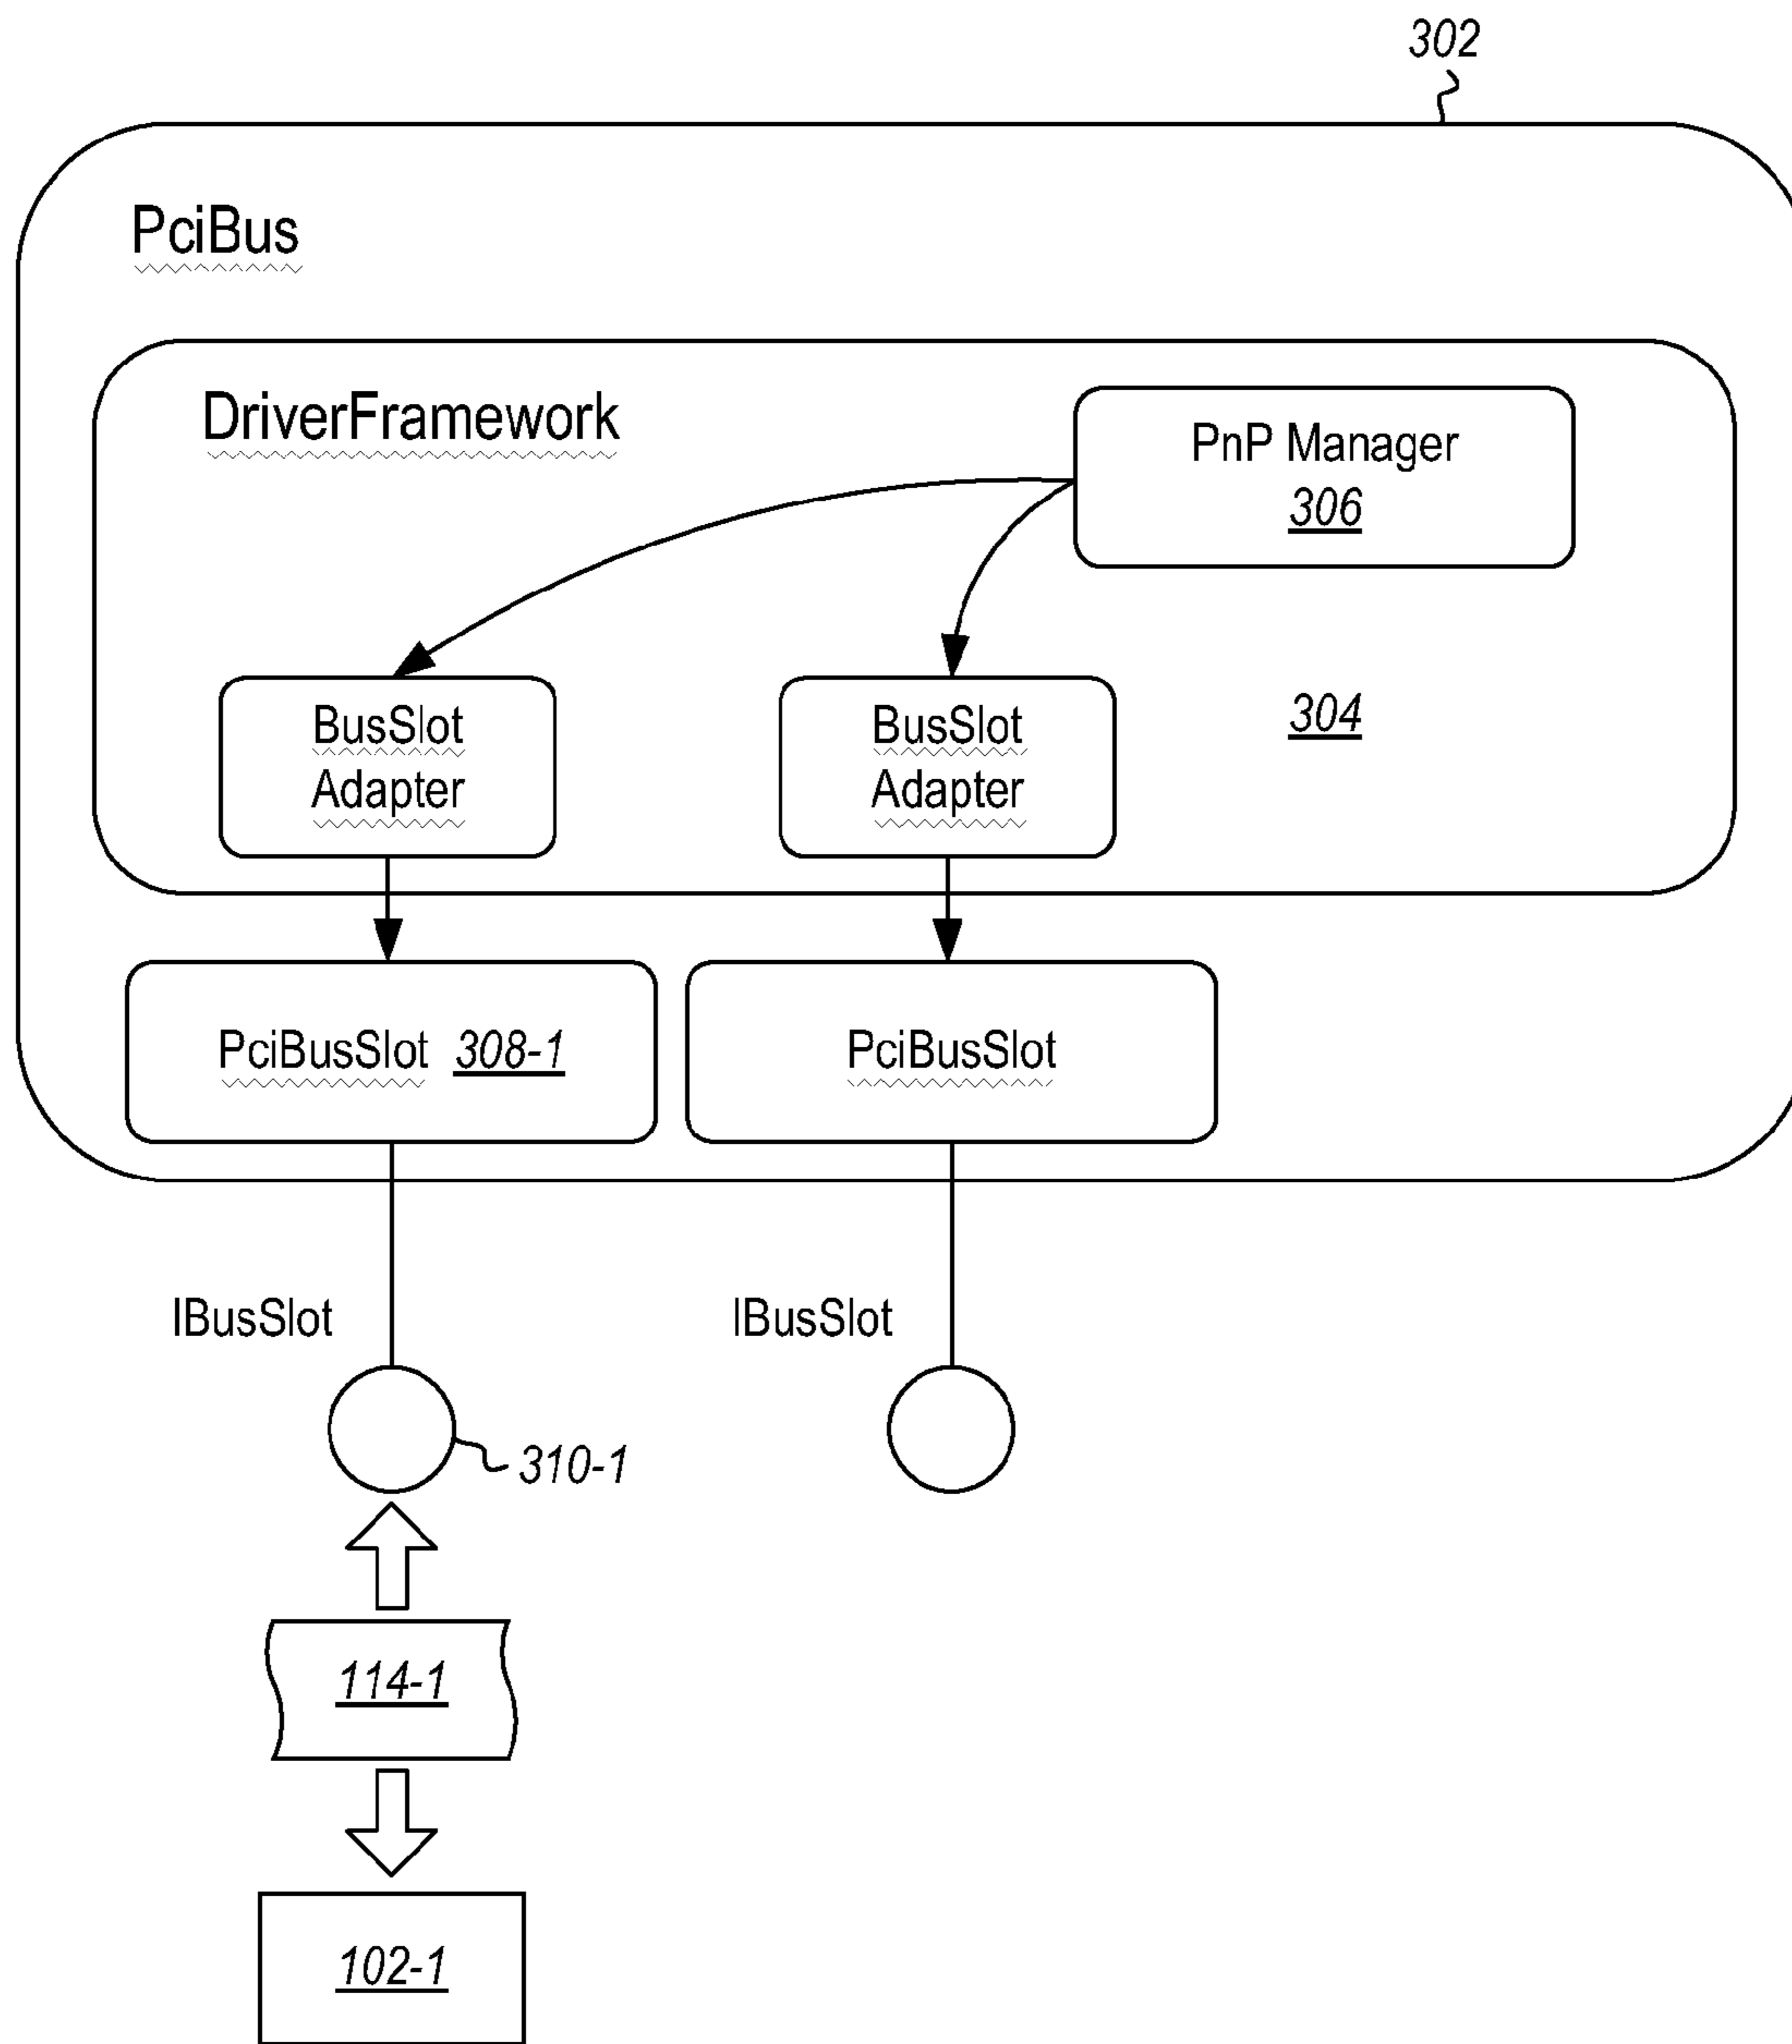 302
PciBus
DriverFramework
PnP Manager
306
BusSlot
Adapter
BusSlot
Adapter
304
PciBusSlot 308-1
PciBusSlot
IBusSlot
IBusSlot
310-1
114-1
102-1